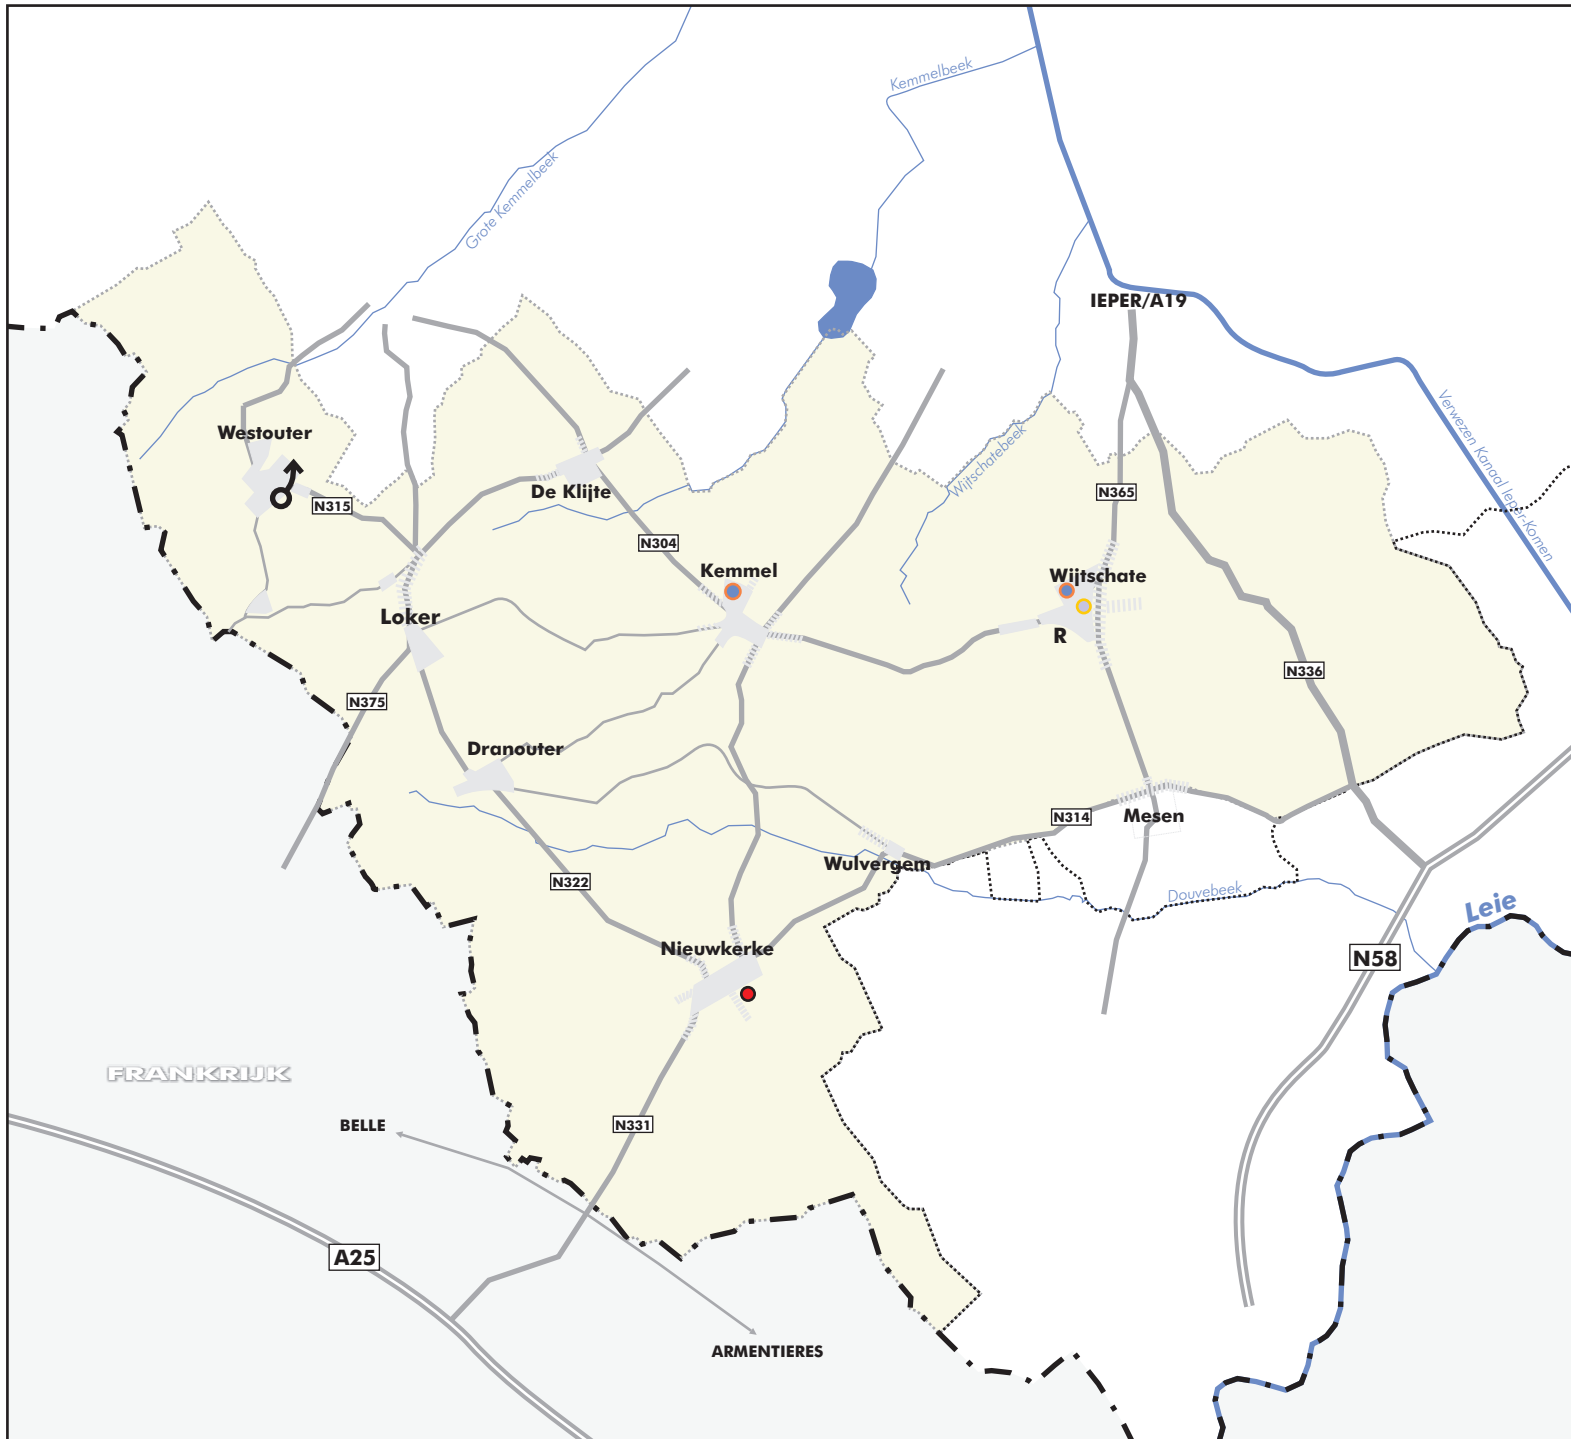 Kemmelbeek
Grote Kemmelbeek
IEPER/A19
Verwezen Kanaal Ieper-Komen
Westouter
Wijtschatebeek
De Klijte
N315
N365
N304
Kemmel
Wijtschate
Loker
R
N336
N375
Dranouter
N314
Mesen
Wulvergem
N322
Douvebeek
Leie
Nieuwkerke
N58
FRANKRIJK
BELLE
N331
A25
ARMENTIERES